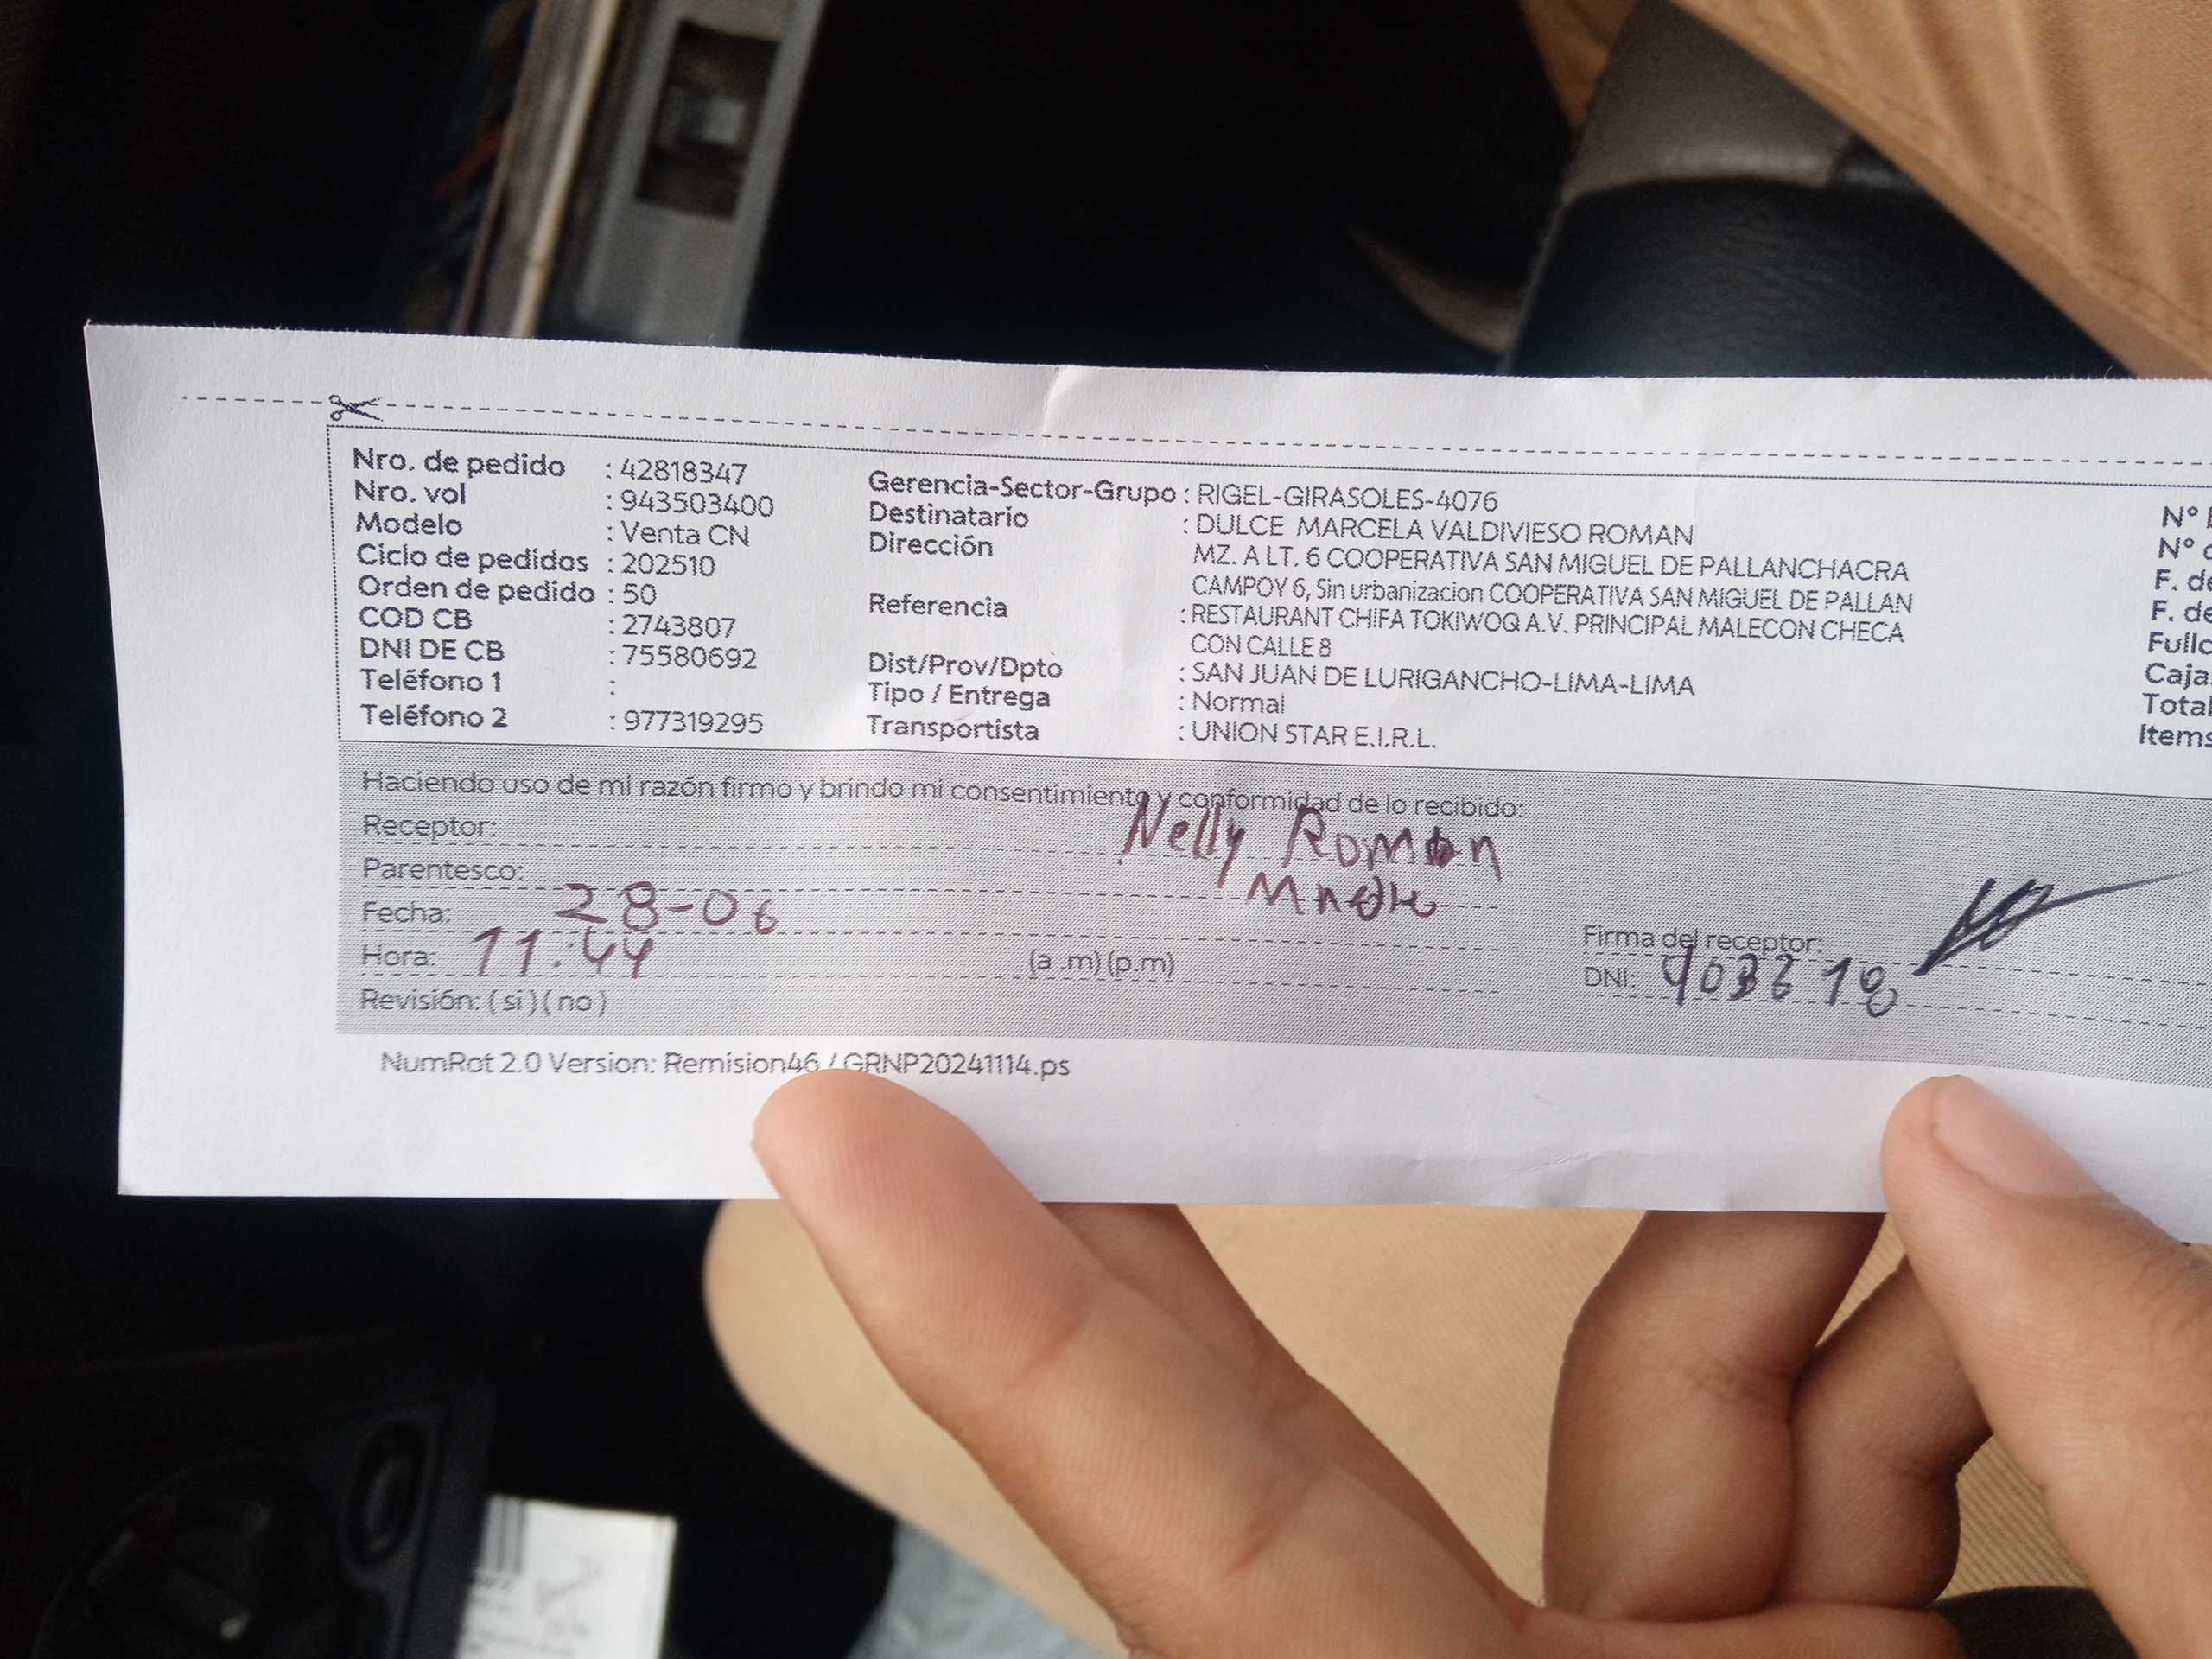 Nro. de pedido : 42818347
Nro. vol : 943503400
Modelo : Venta CN
Ciclo de pedidos : 202510
Orden de pedido : 50
COD CB : 2743807
DNI DE CB : 75580692
Teléfono 1 :
Teléfono 2 : 977319295
Gerencia-Sector-Grupo : RIGEL-GIRASOLES-4076
Destinatario : DULCE MARCELA VALDIVIESO ROMAN
Dirección MZ. A LT. 6 COOPERATIVA SAN MIGUEL DE PALLANCHACRA
CAMPOY 6, Sin urbanizacion COOPERATIVA SAN MIGUEL DE PALLAN
Referencia : RESTAURANT CHIFA TOKIWOQ A.V. PRINCIPAL MALECON CHECA
CON CALLE 8
Dist/Prov/Dpto : SAN JUAN DE LURIGANCHO-LIMA-LIMA
Tipo / Entrega : Normal
Transportista : UNION STAR E.I.R.L.
N°
N°
F. de
F. de
Fullc
Caja
Total
Items
Haciendo uso de mi razón firmo y brindo mi consentimiento y conformidad de lo recibido:
Receptor: Nelly Roman
Parentesco: Madre
Fecha: 28-06
Hora: 11:44 (a .m) (p.m)
Revisión: ( si ) ( no )
Firma del receptor:
DNI:
NumRot 2.0 Version: Remision46 / GRNP20241114.ps